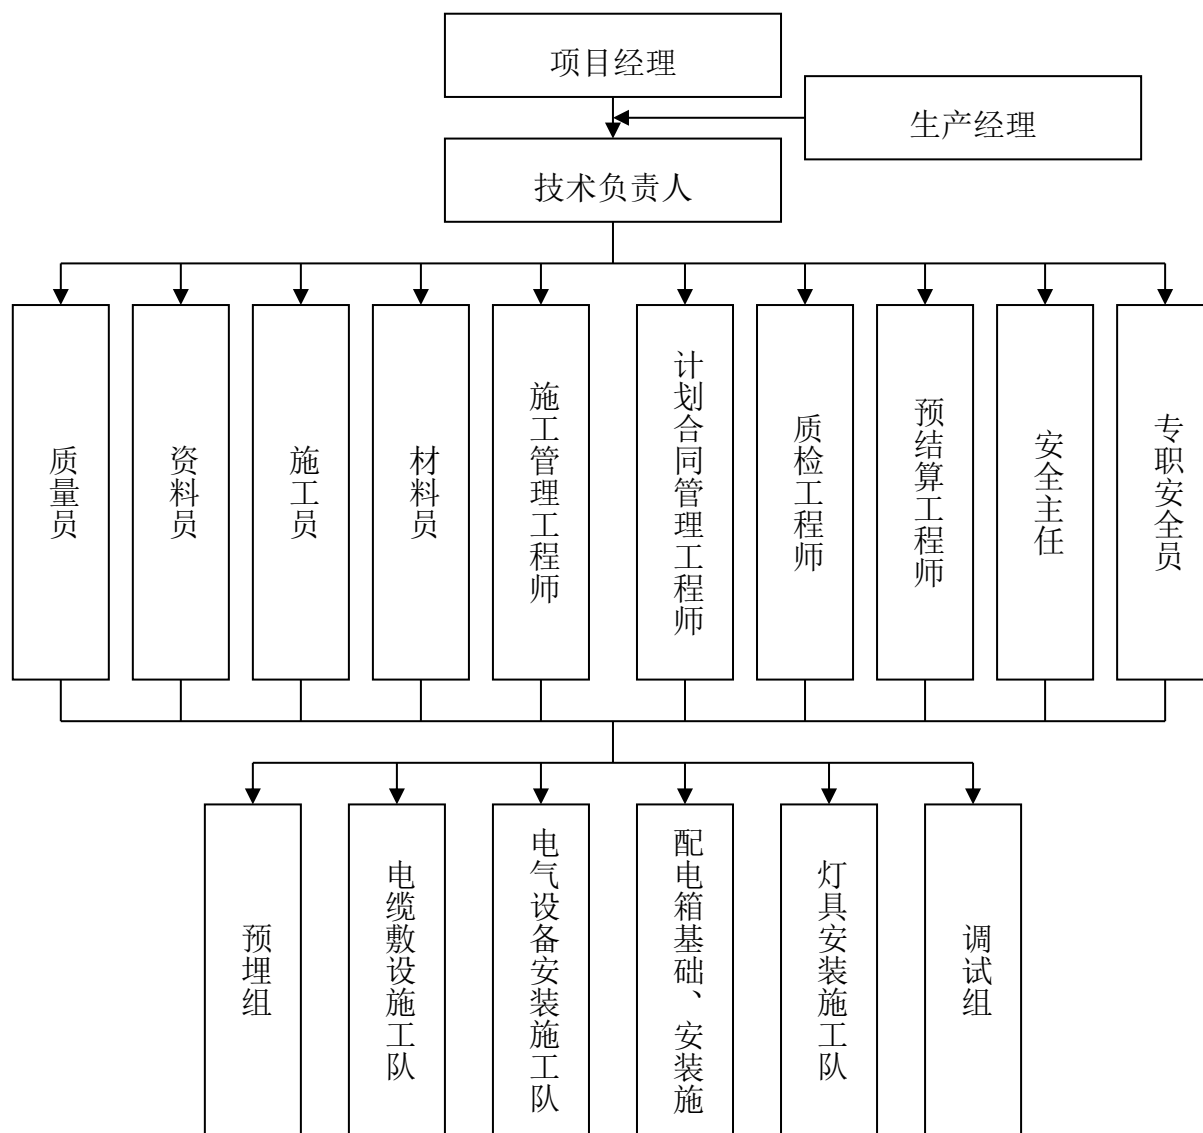 项目经理
生产经理
技术负责人
质量员
资料员
施工员
材料员
施工管理工程师
计划合同管理工程师
质检工程师
预结算工程师
安全主任
专职安全员
预埋组
电缆敷设施工队
电气设备安装施工队
配电箱基础、安装施
灯具安装施工队
调试组